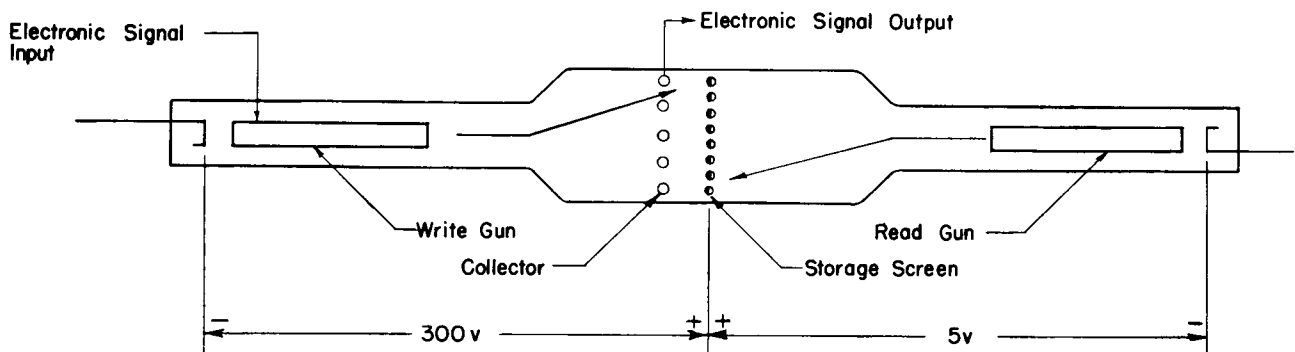 Electronic Signal
Input
Electronic Signal Output
Write Gun
Read Gun
Collector
Storage Screen
− 300 v + + 5v −